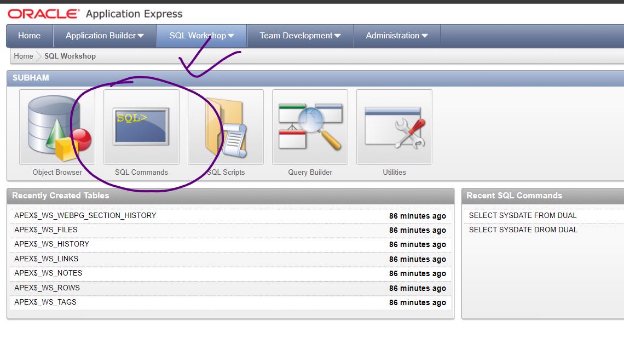 ORACLE Application Express
Home Application Builder SQL Workshop Team Development Administration
Home SQL Workshop
SUBHAM
SQL>
Object Browser SQL Commands SQL Scripts Query Builder Utilities
Recently Created Tables
APEX$_WS_WEBPG_SECTION_HISTORY 86 minutes ago
APEX$_WS_FILES 86 minutes ago
APEX$_WS_HISTORY 86 minutes ago
APEX$_WS_LINKS 86 minutes ago
APEX$_WS_NOTES 86 minutes ago
APEX$_WS_ROWS 86 minutes ago
APEX$_WS_TAGS 86 minutes ago
Recent SQL Commands
SELECT SYSDATE FROM DUAL
SELECT SYSDATE DROM DUAL